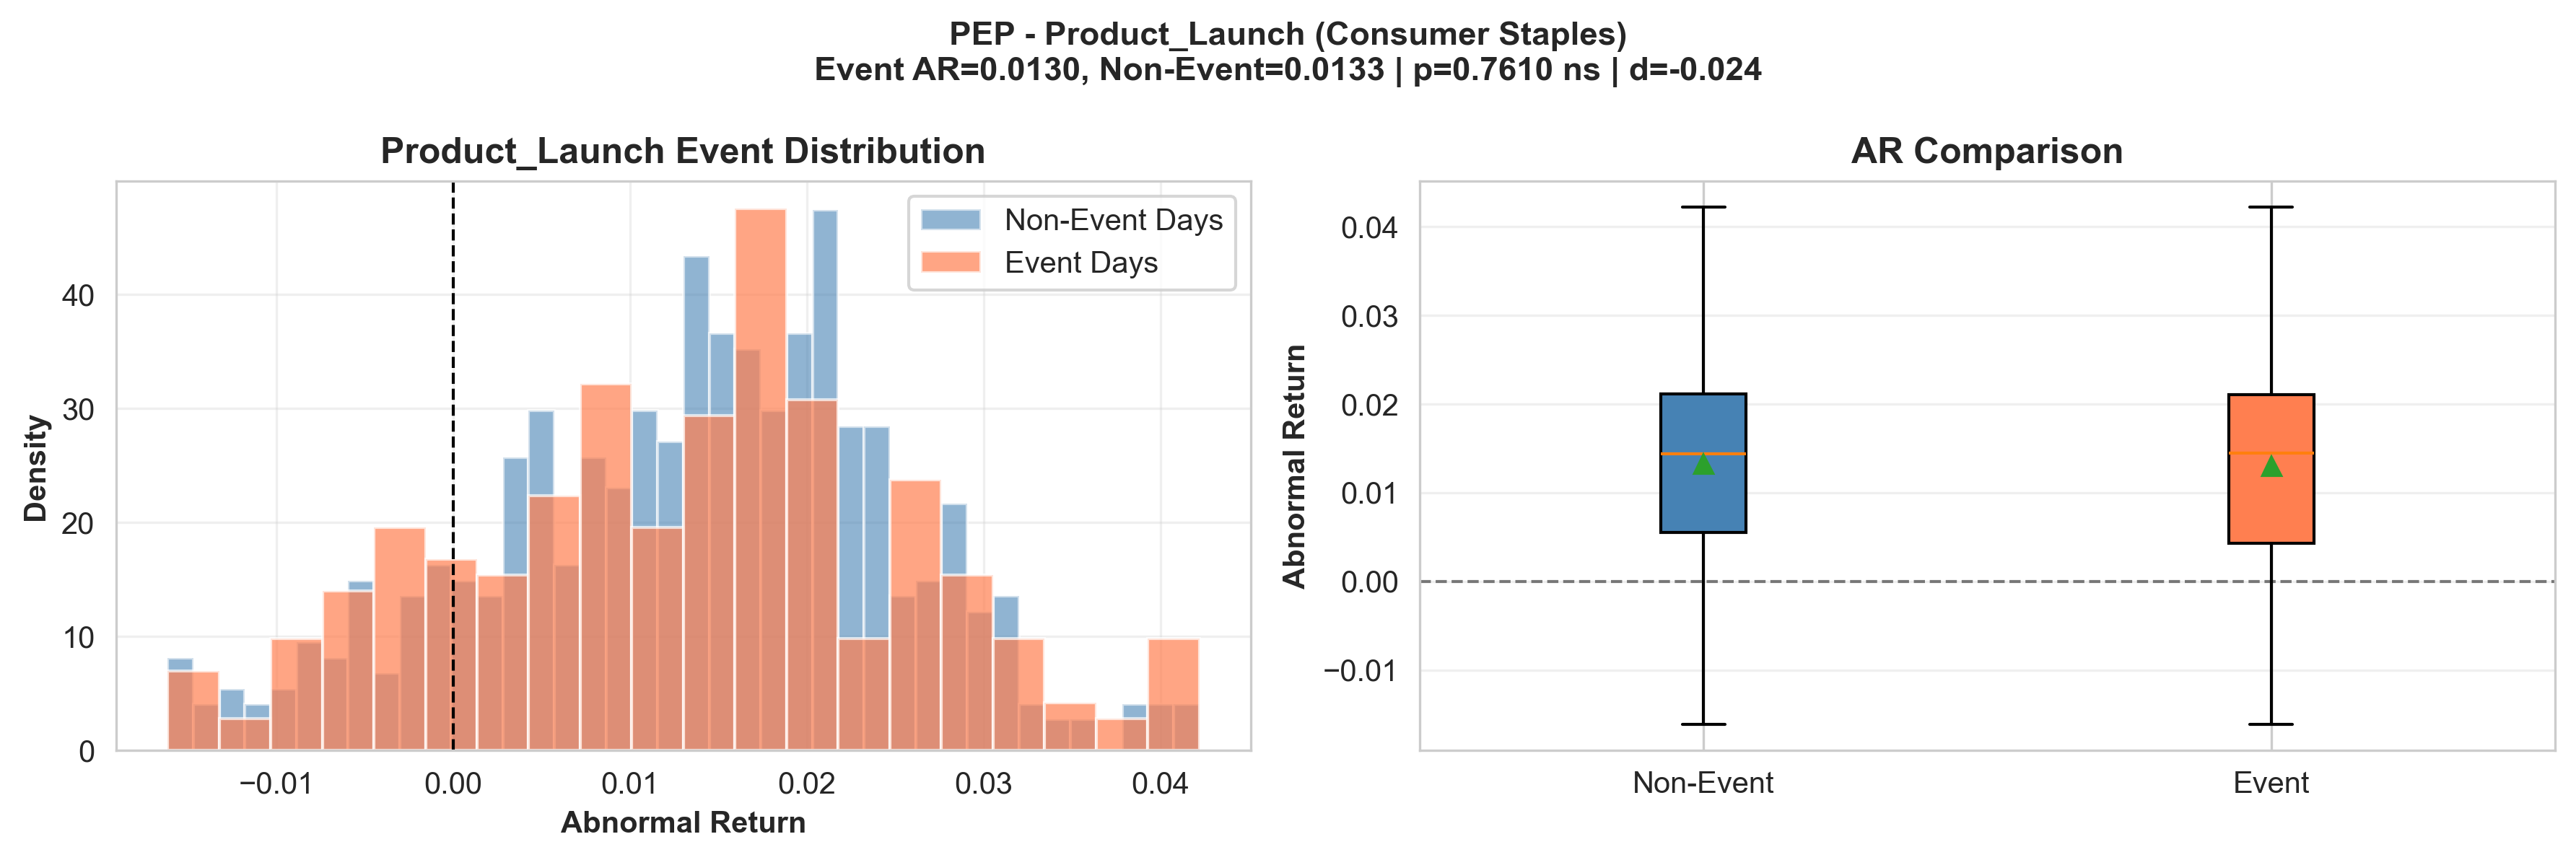 PEP - Product_Launch (Consumer Staples)
Event AR=0.0130, Non-Event=0.0133 | p=0.7610 ns | d=-0.024
Product_Launch Event Distribution
Non-Event Days
Event Days
Density
40
30
20
10
0
−0.01
0.00
0.01
0.02
0.03
0.04
Abnormal Return
AR Comparison
Abnormal Return
0.04
0.03
0.02
0.01
0.00
−0.01
Non-Event
Event